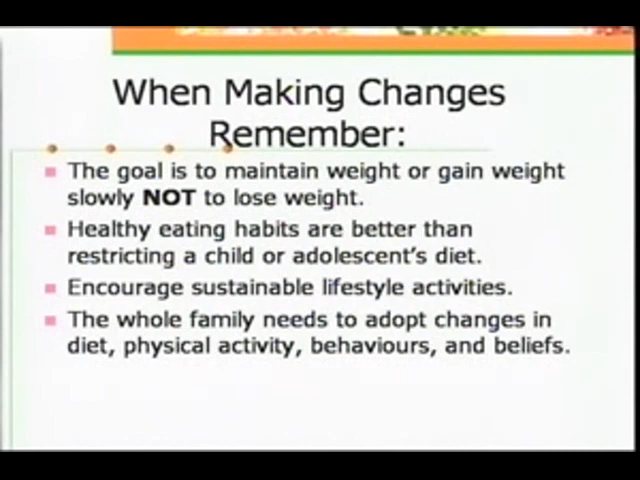 When Making Changes
Remember:
The goal is to maintain weight or gain weight
slowly NOT to lose weight.
Healthy eating habits are better than
restricting a child or adolescent's diet.
Encourage sustainable lifestyle activities.
The whole family needs to adopt changes in
diet, physical activity, behaviours, and beliefs.